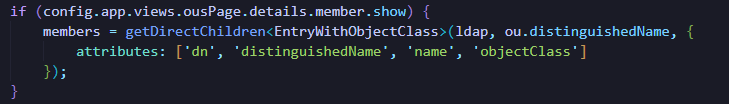 if (config.app.views.ousPage.details.member.show) {
    members = getDirectChildren<EntryWithObjectClass>(ldap, ou.distinguishedName, {
        attributes: ['dn', 'distinguishedName', 'name', 'objectClass']
    });
}